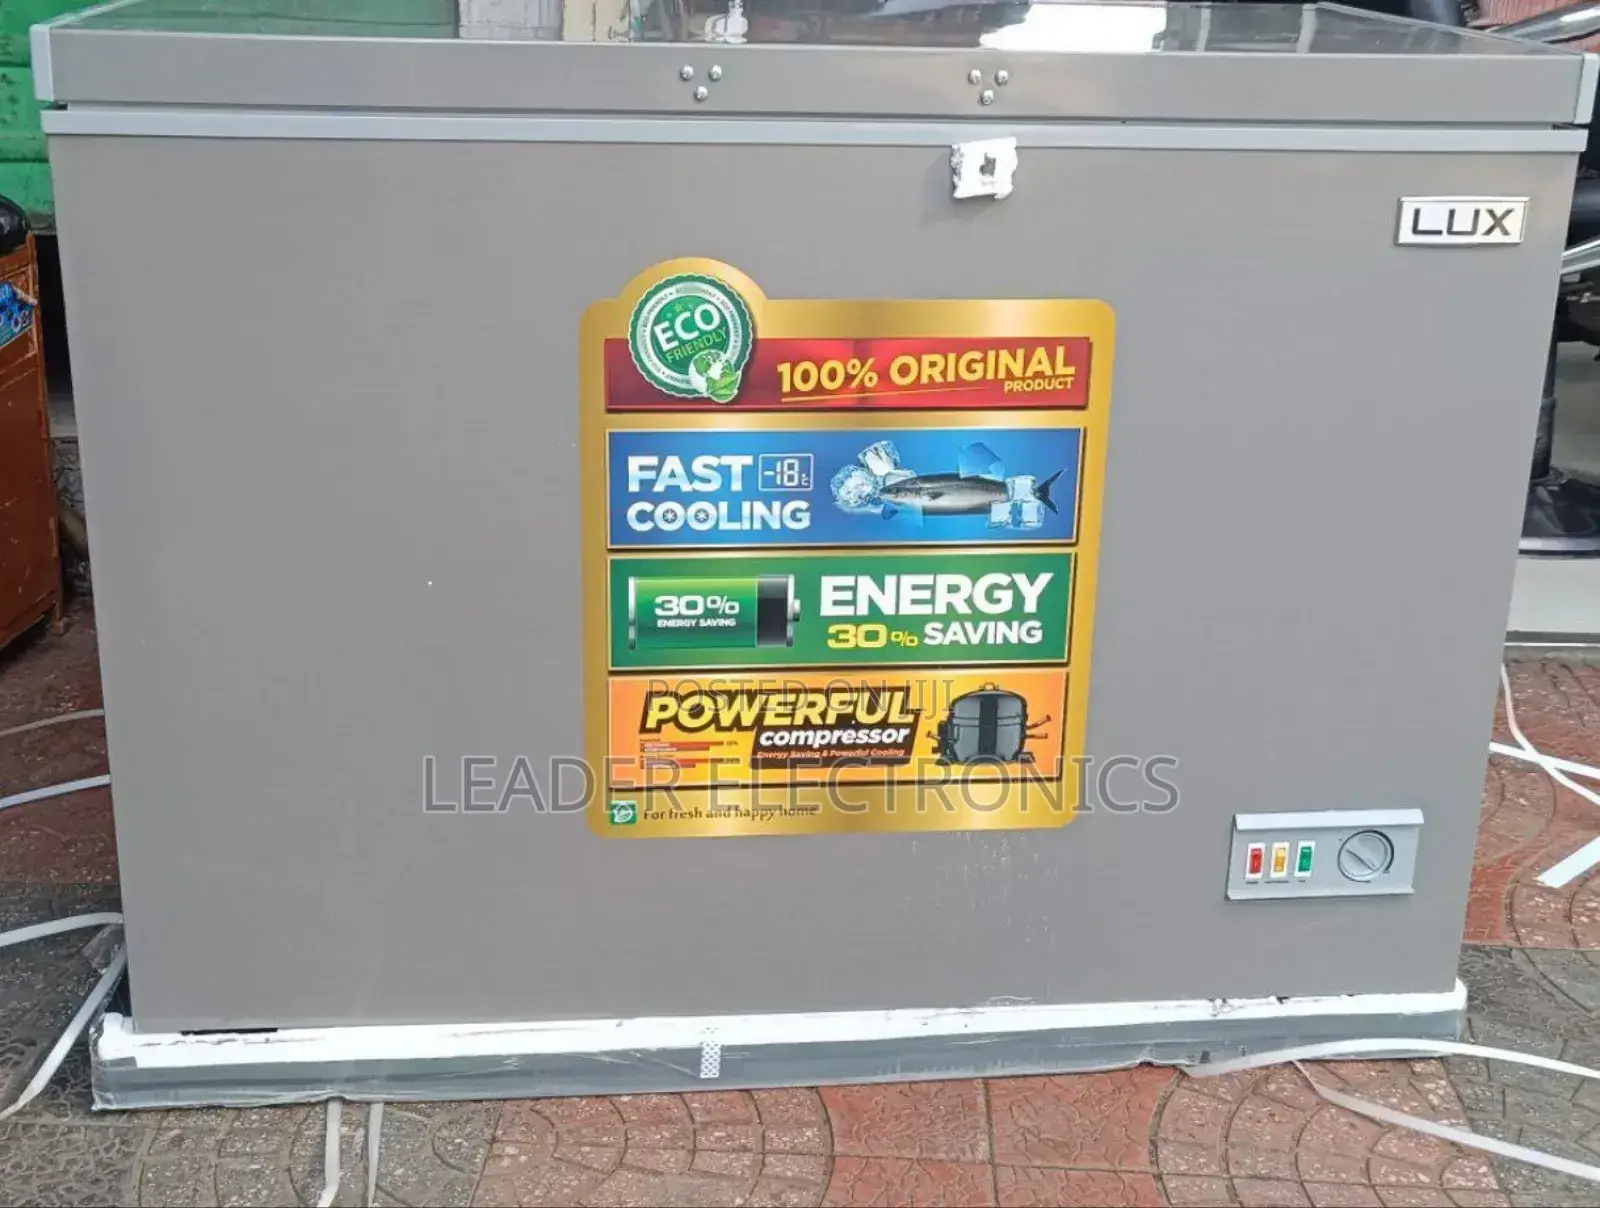 LUX
ECO
FRIENDLY
100% ORIGINAL
PRODUCT
FAST -18°C
COOLING
30%
ENERGY SAVING
ENERGY
30% SAVING
POSTED ON JIJI
POWERFUL
compressor
Energy Saving & Powerful Cooling
LEADER ELECTRONICS
For fresh and happy home